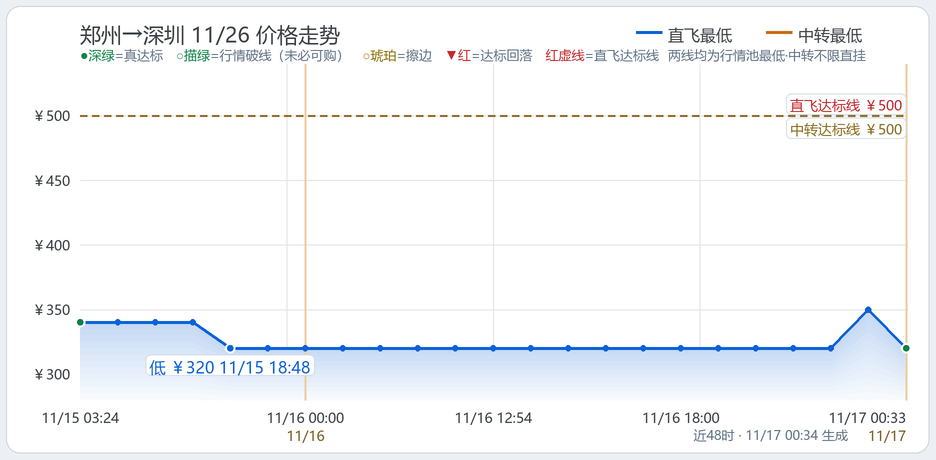 郑州→深圳 11/26 价格走势
直飞最低 中转最低
●深绿=真达标 ○描绿=行情破线（未必可购） ○琥珀=擦边 ▼红=达标回落 红虚线=直飞达标线 两线均为行情池最低·中转不限直挂
¥500
直飞达标线 ¥500
中转达标线 ¥500
¥450
¥400
¥350
¥300
低 ¥320 11/15 18:48
11/15 03:24 11/16 00:00 11/16 12:54 11/16 18:00 11/17 00:33
11/16 近48时 · 11/17 00:34 生成 11/17